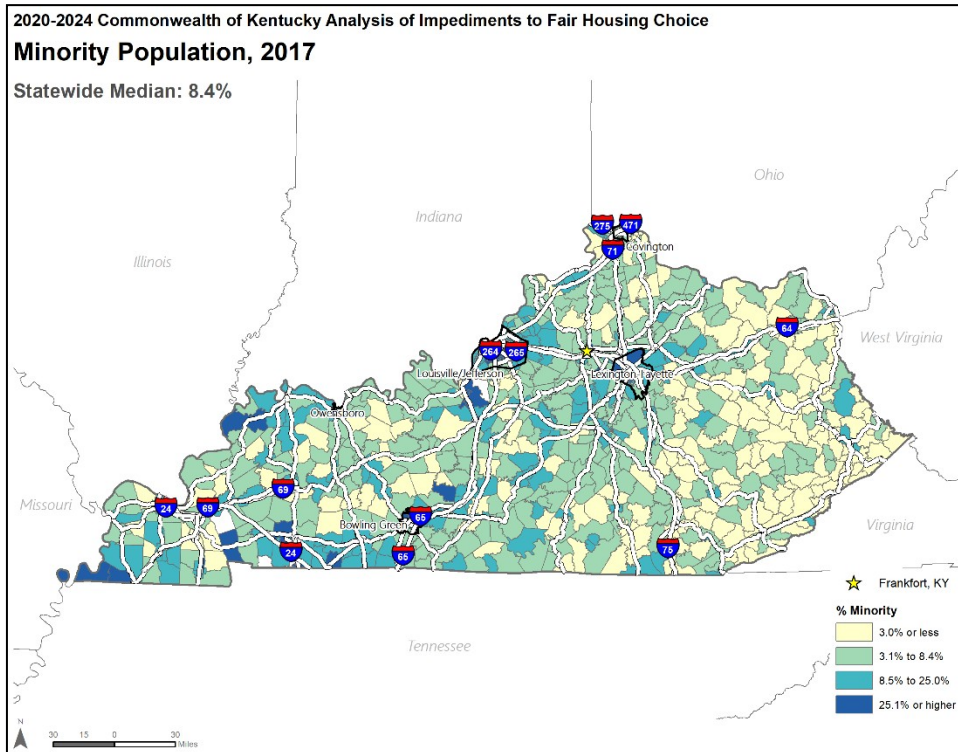 2020-2024 Commonwealth of Kentucky Analysis of Impediments to Fair Housing Choice
Minority Population, 2017
Statewide Median: 8.4%
Ohio
Indiana
Illinois
275
471
71
Covington
64
West Virginia
264
265
Louisville/Jefferson
Lexington-Fayette
Owensboro
Missouri
24
69
69
Bowling Green
65
24
65
75
Virginia
Tennessee
Frankfort, KY
% Minority
3.0% or less
3.1% to 8.4%
8.5% to 25.0%
25.1% or higher
N
30 15 0 30
Miles